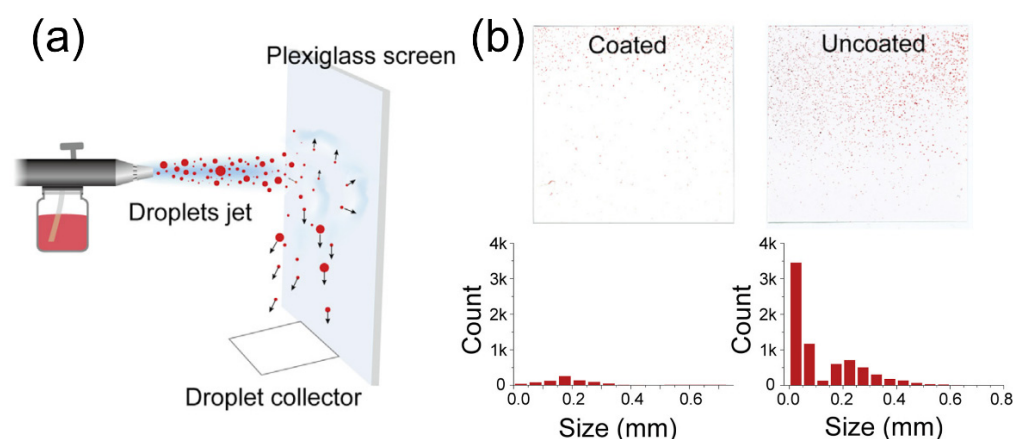 (a)
Plexiglass screen
Droplets jet
Droplet collector
(b)
Coated
Uncoated
4k
3k
2k
1k
0
Count
0.0 0.2 0.4 0.6
Size (mm)
4k
3k
2k
1k
0
Count
0.0 0.2 0.4 0.6 0.8
Size (mm)